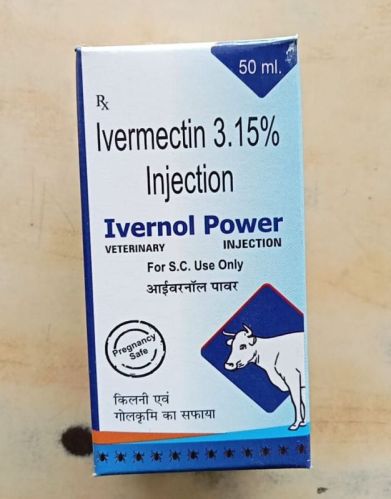 50 ml.
Rx
Ivermectin 3.15%
Injection
Ivernol Power
VETERINARY INJECTION
For S.C. Use Only
आईवरनॉल पावर
Pregnancy
Safe
किलनी एवं
गोलकृमि का सफाया